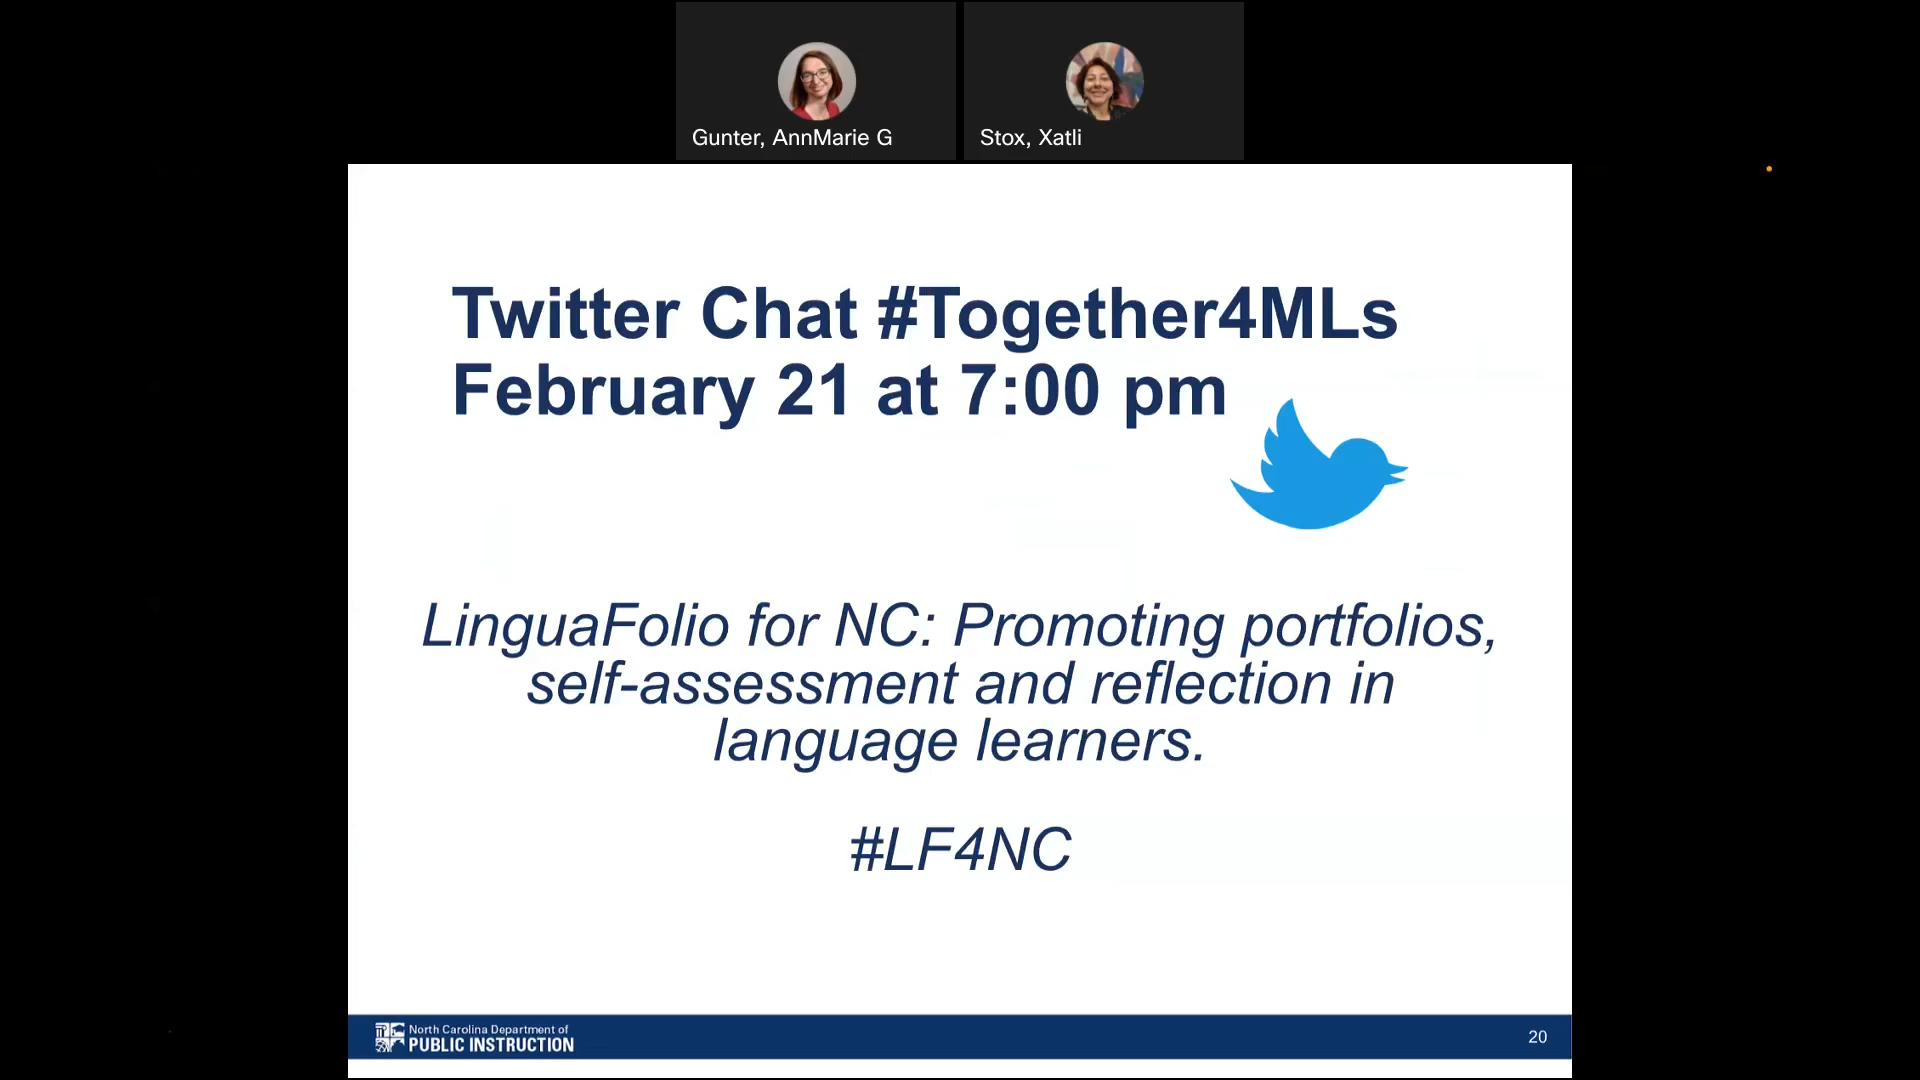 Gunter, AnnMarie G
Stox, Xatli
Twitter Chat #Together4MLs
February 21 at 7:00 pm
LinguaFolio for NC: Promoting portfolios,
self-assessment and reflection in
language learners.
#LF4NC
North Carolina Department of
PUBLIC INSTRUCTION
20